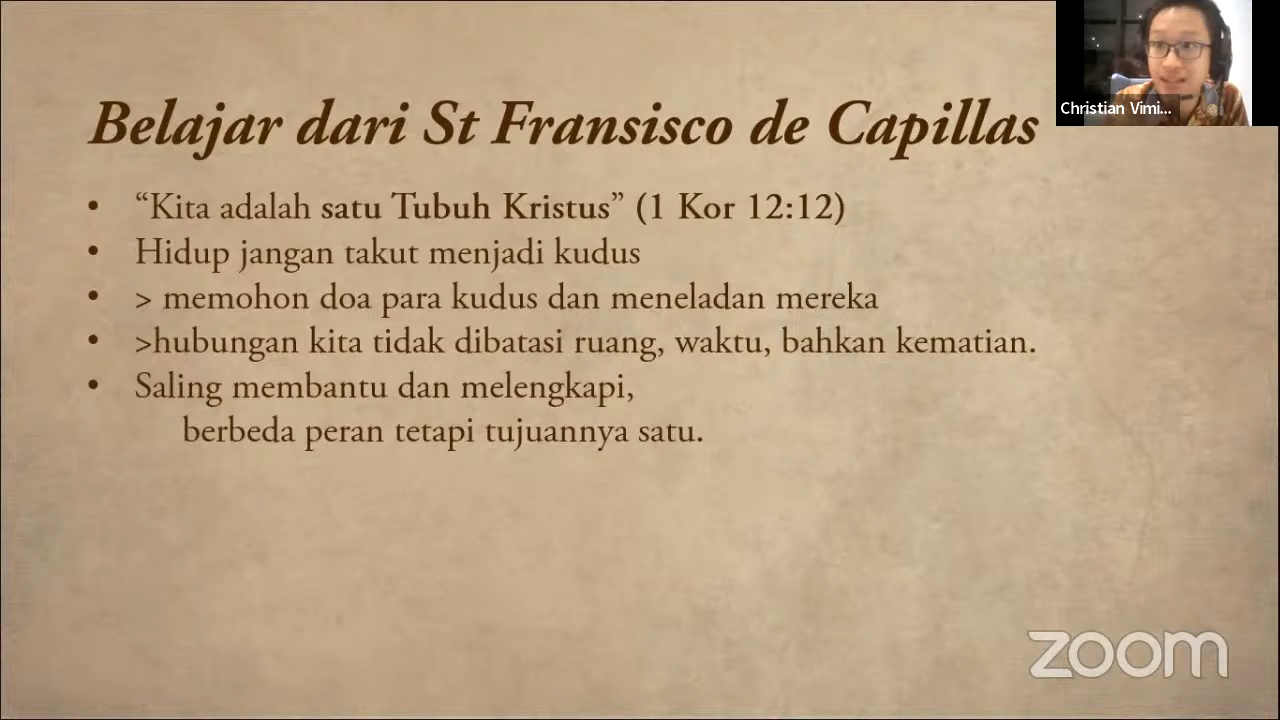 Belajar dari St Fransisco de Capillas
Christian Vimi...
• “Kita adalah satu Tubuh Kristus” (1 Kor 12:12)
• Hidup jangan takut menjadi kudus
• > memohon doa para kudus dan meneladan mereka
• >hubungan kita tidak dibatasi ruang, waktu, bahkan kematian.
• Saling membantu dan melengkapi,
berbeda peran tetapi tujuannya satu.
zoom